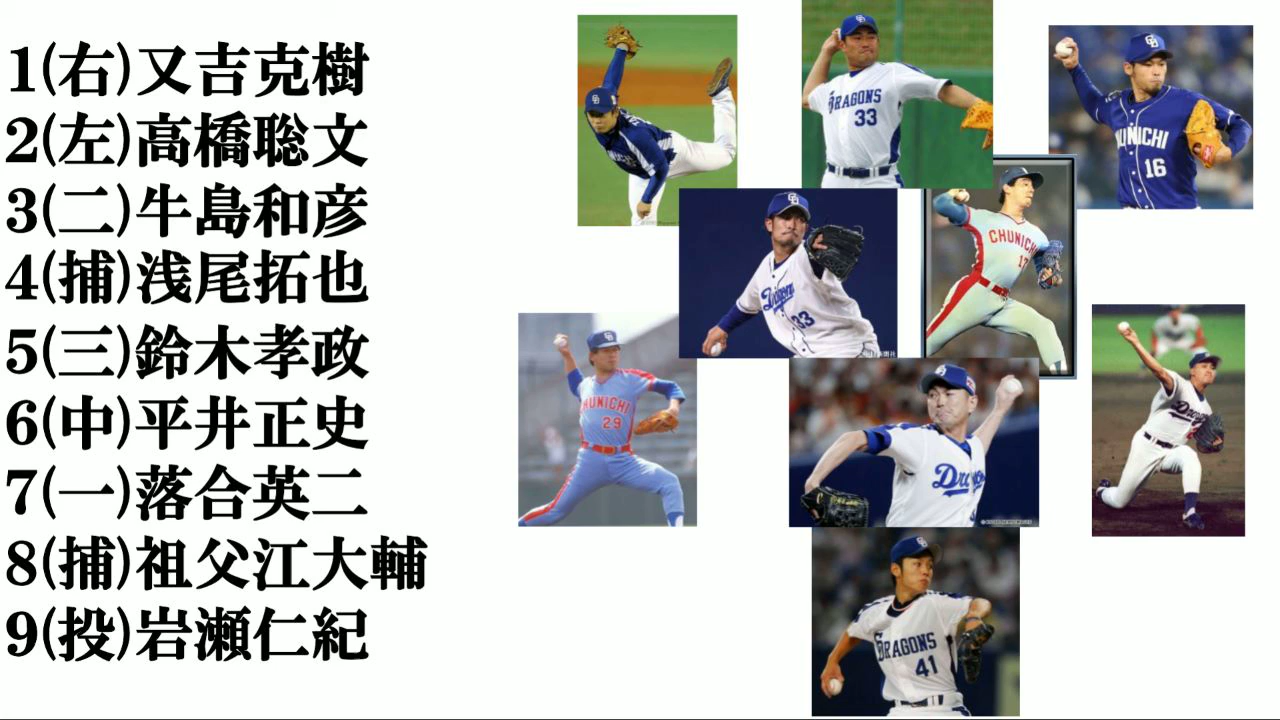 1(右)又吉克樹
2(左)高橋聡文
3(二)牛島和彦
4(捕)浅尾拓也
5(三)鈴木孝政
6(中)平井正史
7(一)落合英二
8(捕)祖父江大輔
9(投)岩瀬仁紀
DRAGONS
33
CHUNICHI
16
CHUNICHI
17
Dragons
33
CHUNICHI
29
DRAGONS
41